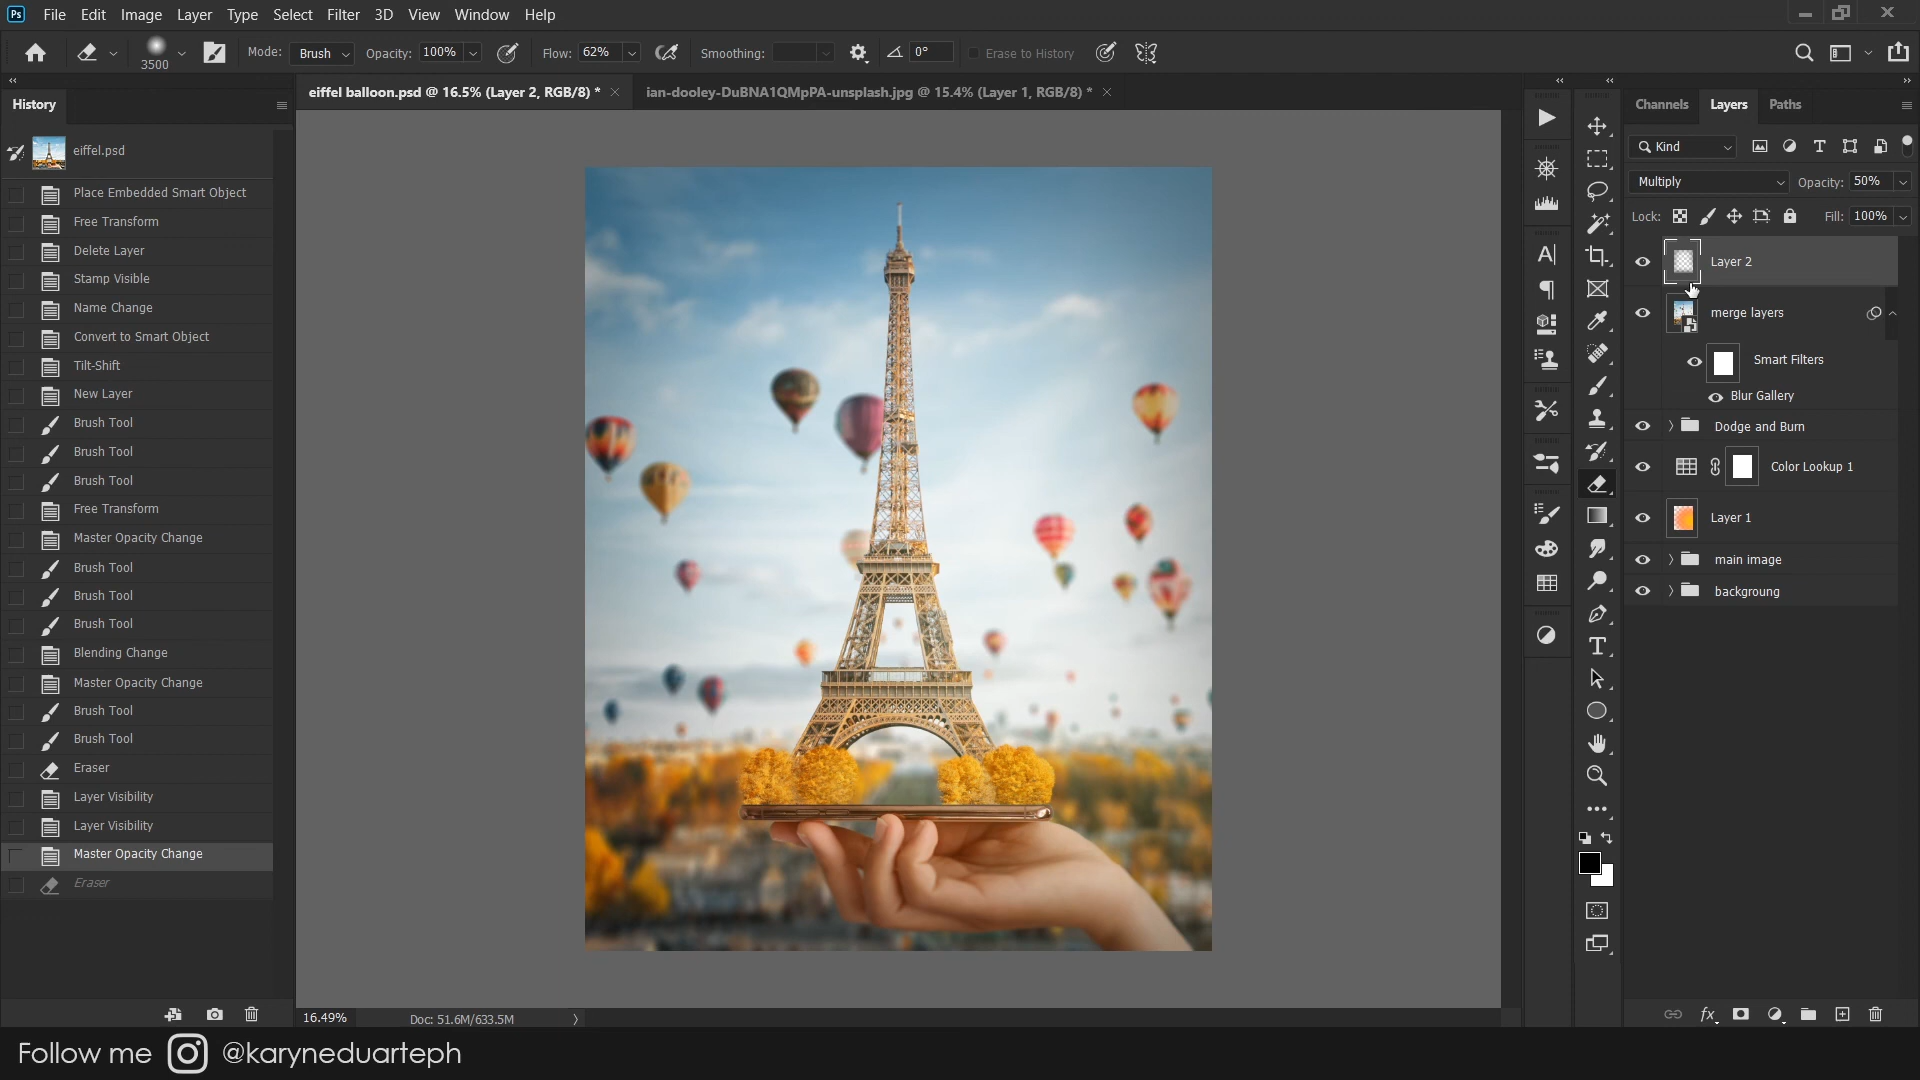 Ps File Edit Image Layer Type Select Filter 3D View Window Help
3500 Mode: Brush Opacity: 100% Flow: 62% Smoothing: 0° Erase to History
eiffel balloon.psd @ 16.5% (Layer 2, RGB/8) * ian-dooley-DuBNA1QMpPA-unsplash.jpg @ 15.4% (Layer 1, RGB/8) *
History
eiffel.psd
Place Embedded Smart Object
Free Transform
Delete Layer
Stamp Visible
Name Change
Convert to Smart Object
Tilt-Shift
New Layer
Brush Tool
Brush Tool
Brush Tool
Free Transform
Master Opacity Change
Brush Tool
Brush Tool
Brush Tool
Blending Change
Master Opacity Change
Brush Tool
Brush Tool
Eraser
Layer Visibility
Layer Visibility
Master Opacity Change
Eraser
Channels Layers Paths
Kind
Multiply Opacity: 50%
Lock: Fill: 100%
Layer 2
merge layers
Smart Filters
Blur Gallery
Dodge and Burn
Color Lookup 1
Layer 1
main image
backgroung
fx
16.49% Doc: 51.6M/633.5M
Follow me @karyneduarteph